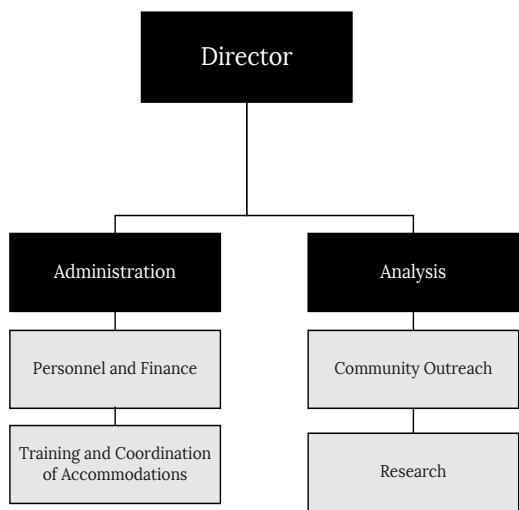 Director
Administration
Analysis
Personnel and Finance
Community Outreach
Training and Coordination
of Accommodations
Research